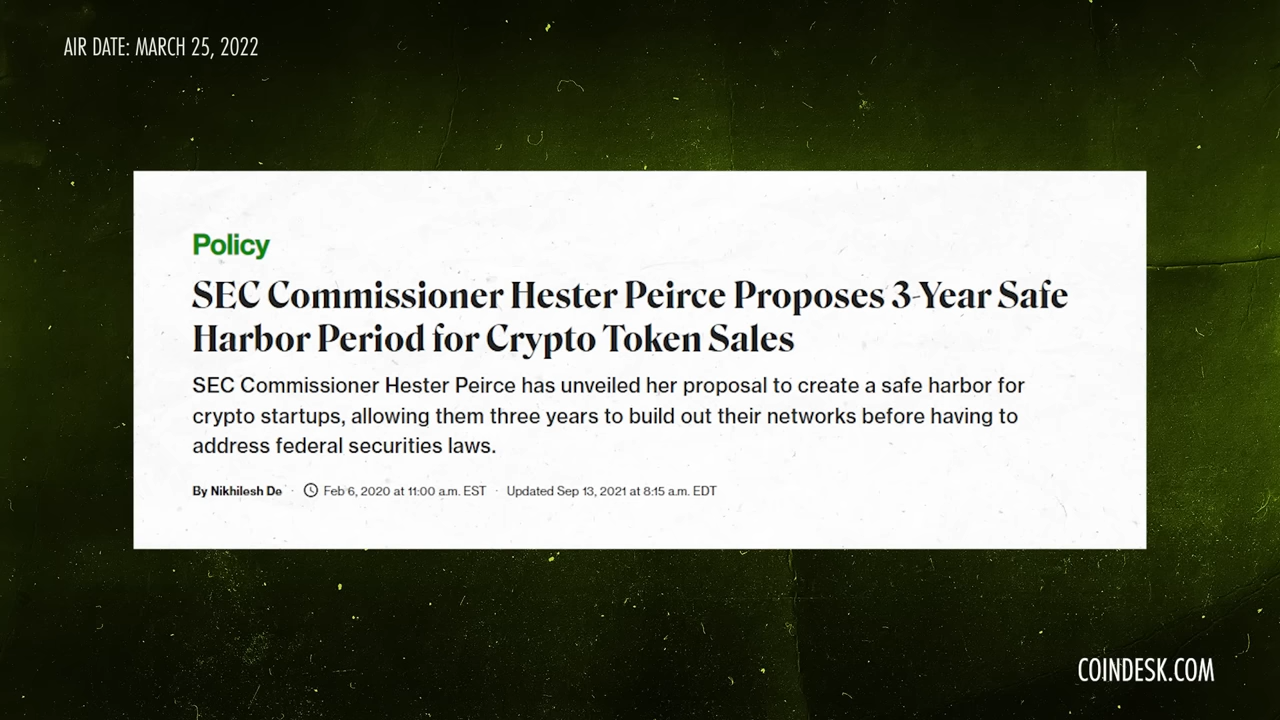 AIR DATE: MARCH 25, 2022
Policy
SEC Commissioner Hester Peirce Proposes 3-Year Safe
Harbor Period for Crypto Token Sales
SEC Commissioner Hester Peirce has unveiled her proposal to create a safe harbor for
crypto startups, allowing them three years to build out their networks before having to
address federal securities laws.
By Nikhilesh De · Feb 6, 2020 at 11:00 a.m. EST · Updated Sep 13, 2021 at 8:15 a.m. EDT
COINDESK.COM